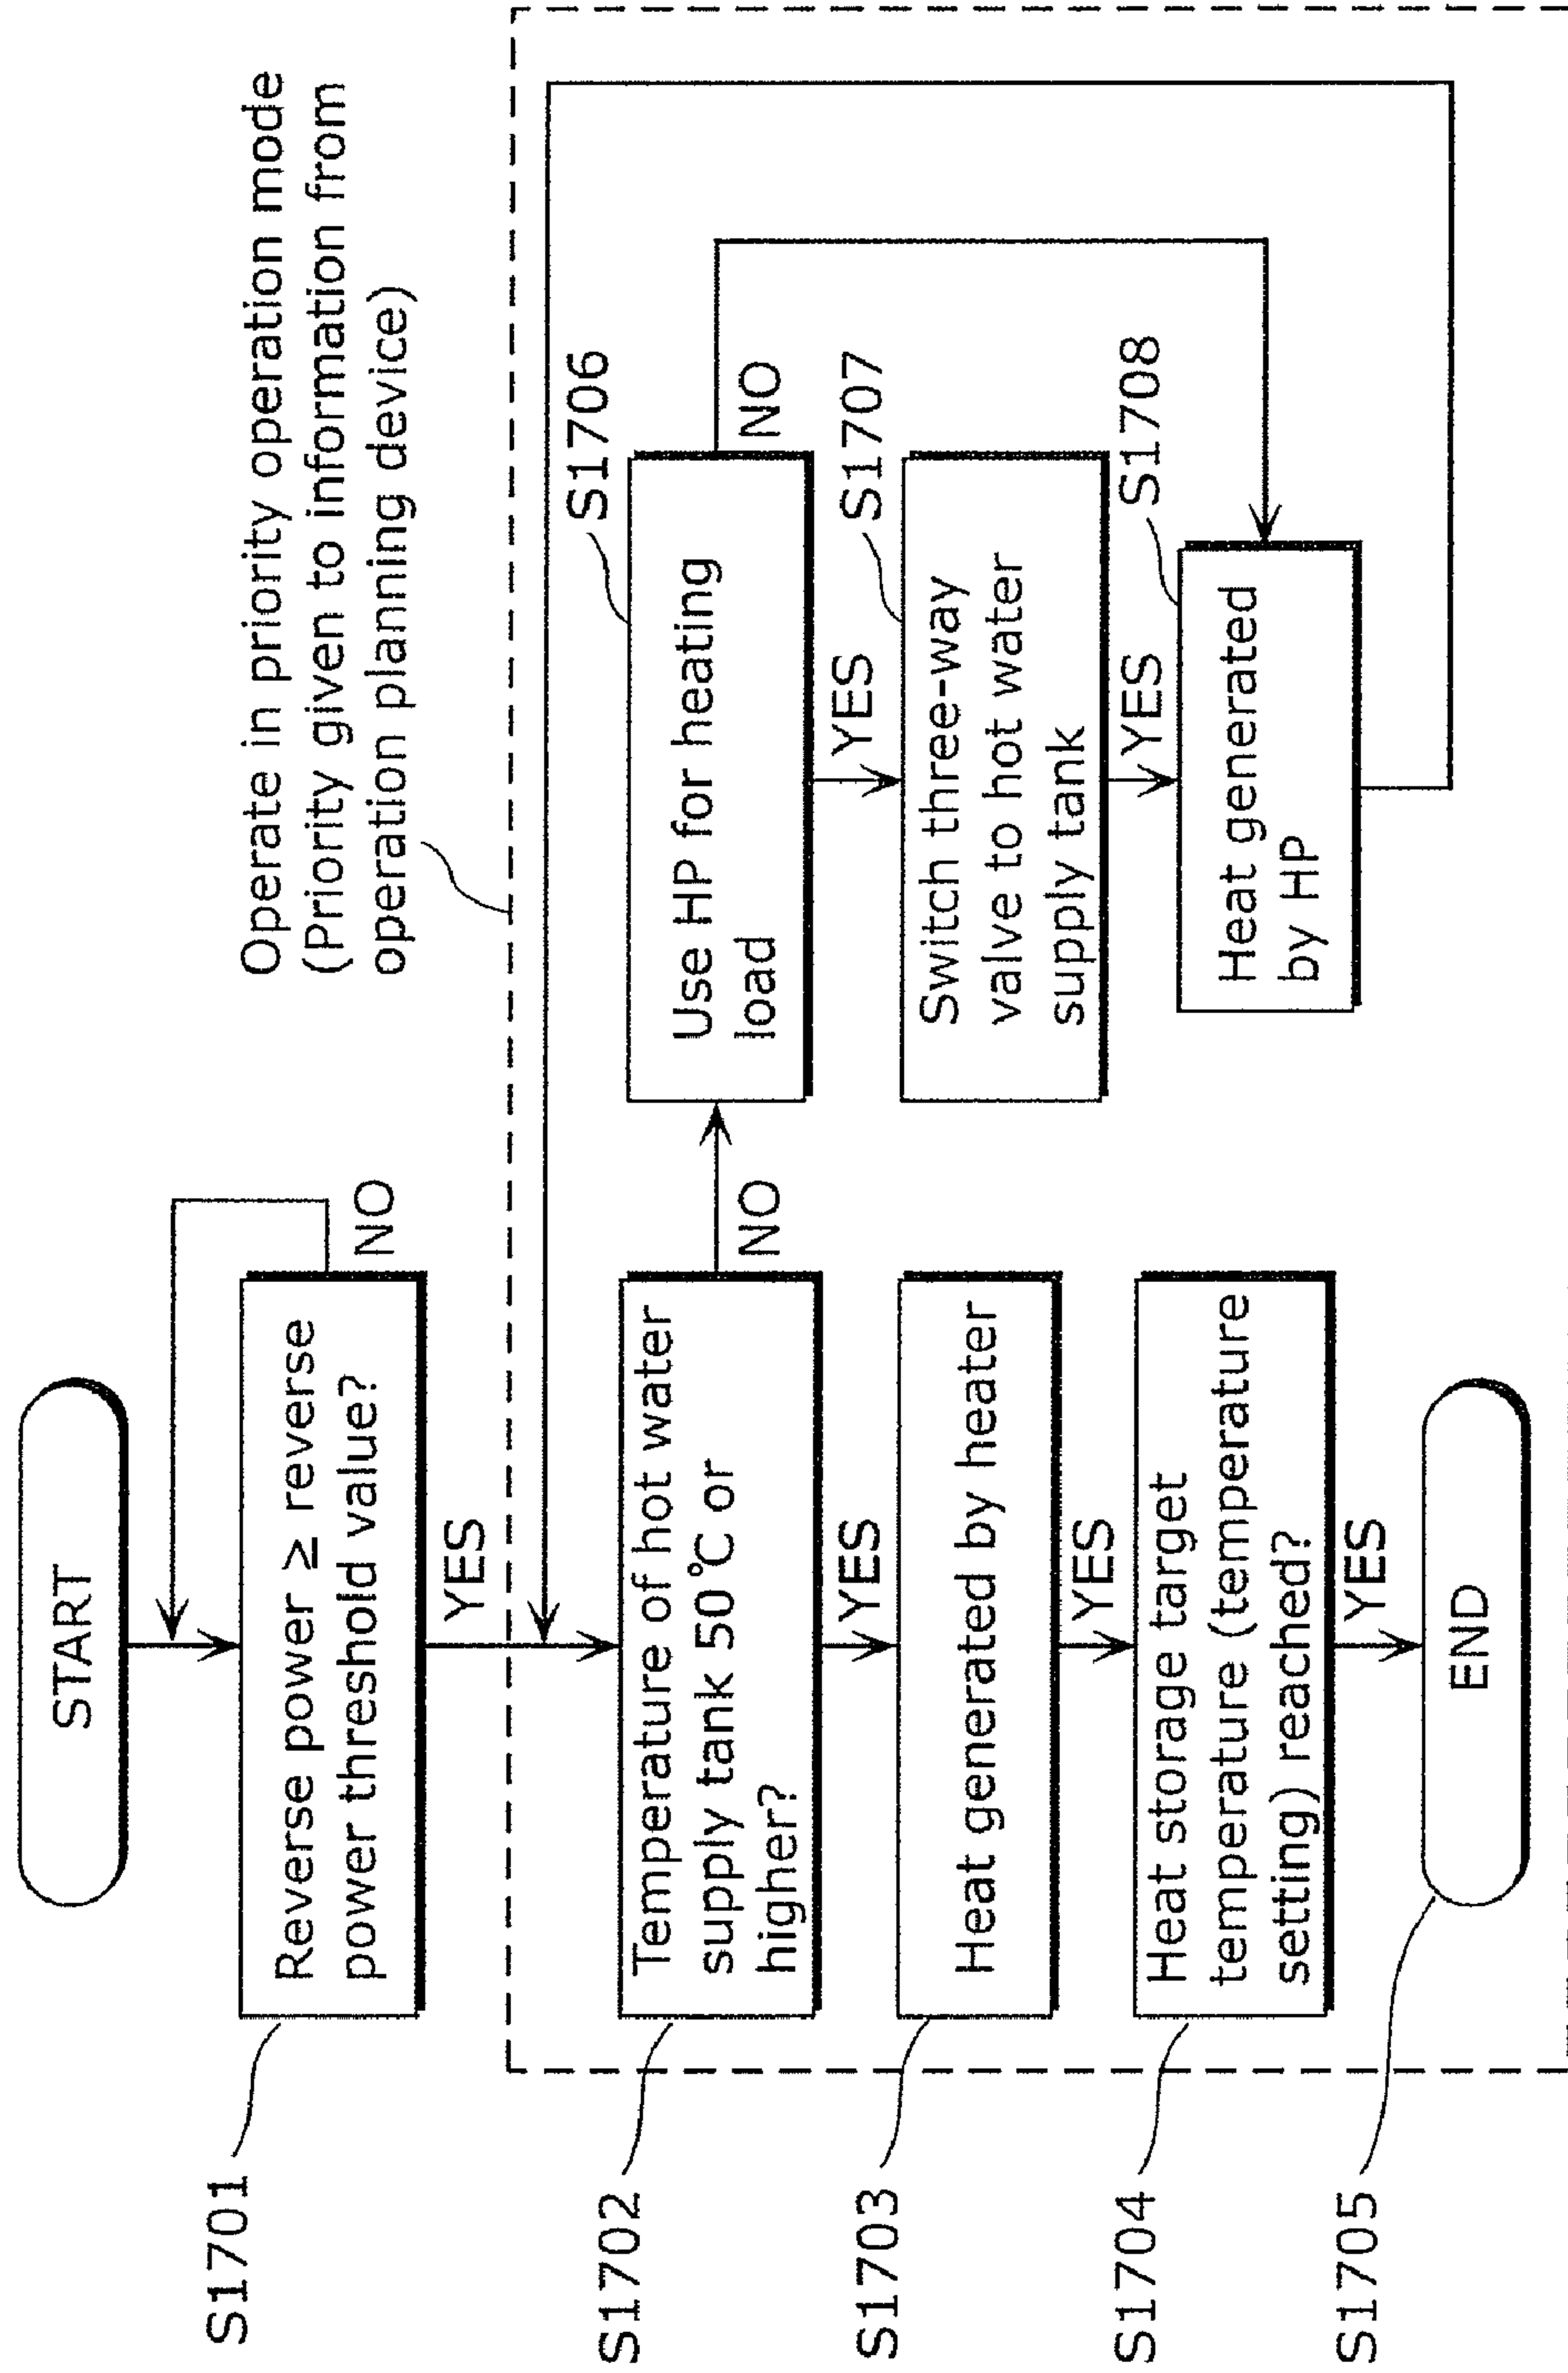 START
Reverse power ≥ reverse
power threshold value?
NO
S1701
YES
Operate in priority operation mode
(Priority given to information from
operation planning device)
Temperature of hot water
supply tank 50°C or
higher?
NO
S1702
YES
Heat generated by heater
S1703
YES
Heat storage target
temperature (temperature
setting) reached?
S1704
YES
END
S1705
Use HP for heating
load
S1706
NO
YES
Switch three-way
valve to hot water
supply tank
S1707
YES
Heat generated
by HP
S1708